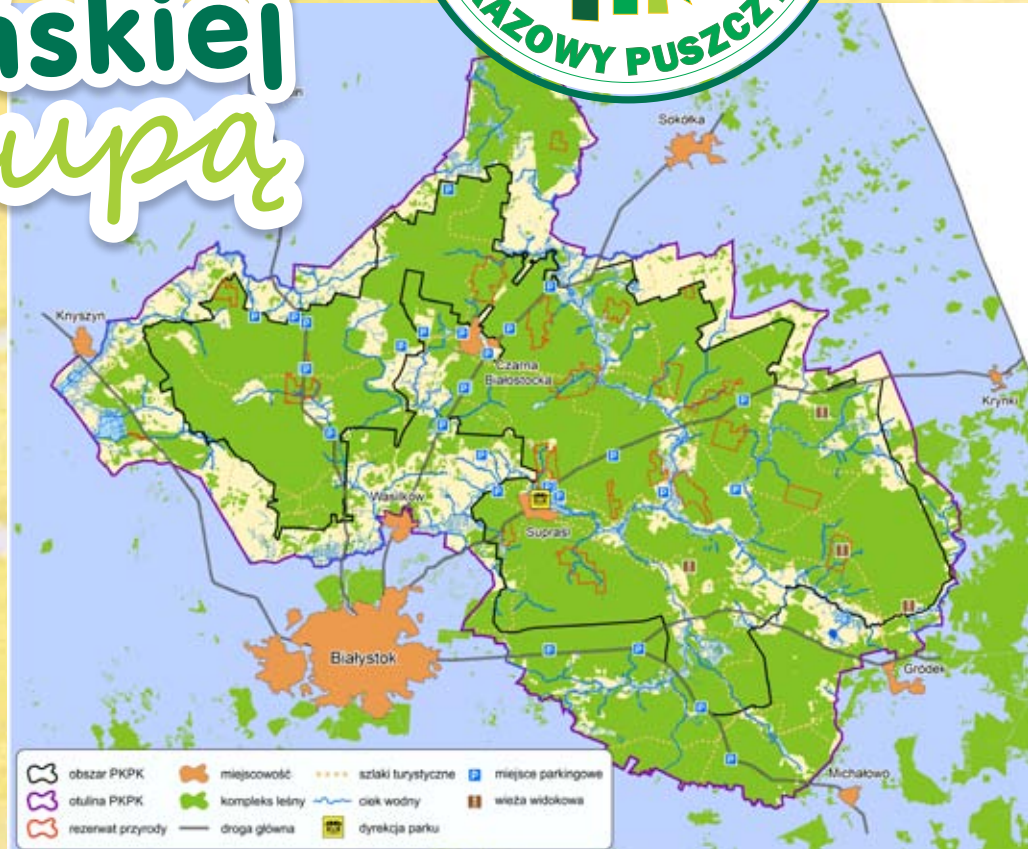 skiej
upą
AZOWY PUSZCZ
Sokółka
Knyszyn
Czarna
Białostocka
Krynki
Wasilków
Supraśl
Białystok
Gródek
Michałowo
obszar PKPK
miejscowość
szlaki turystyczne
P miejsce parkingowe
otulina PKPK
kompleks leśny
ciek wodny
wieża widokowa
rezerwat przyrody
droga główna
dyrekcja parku